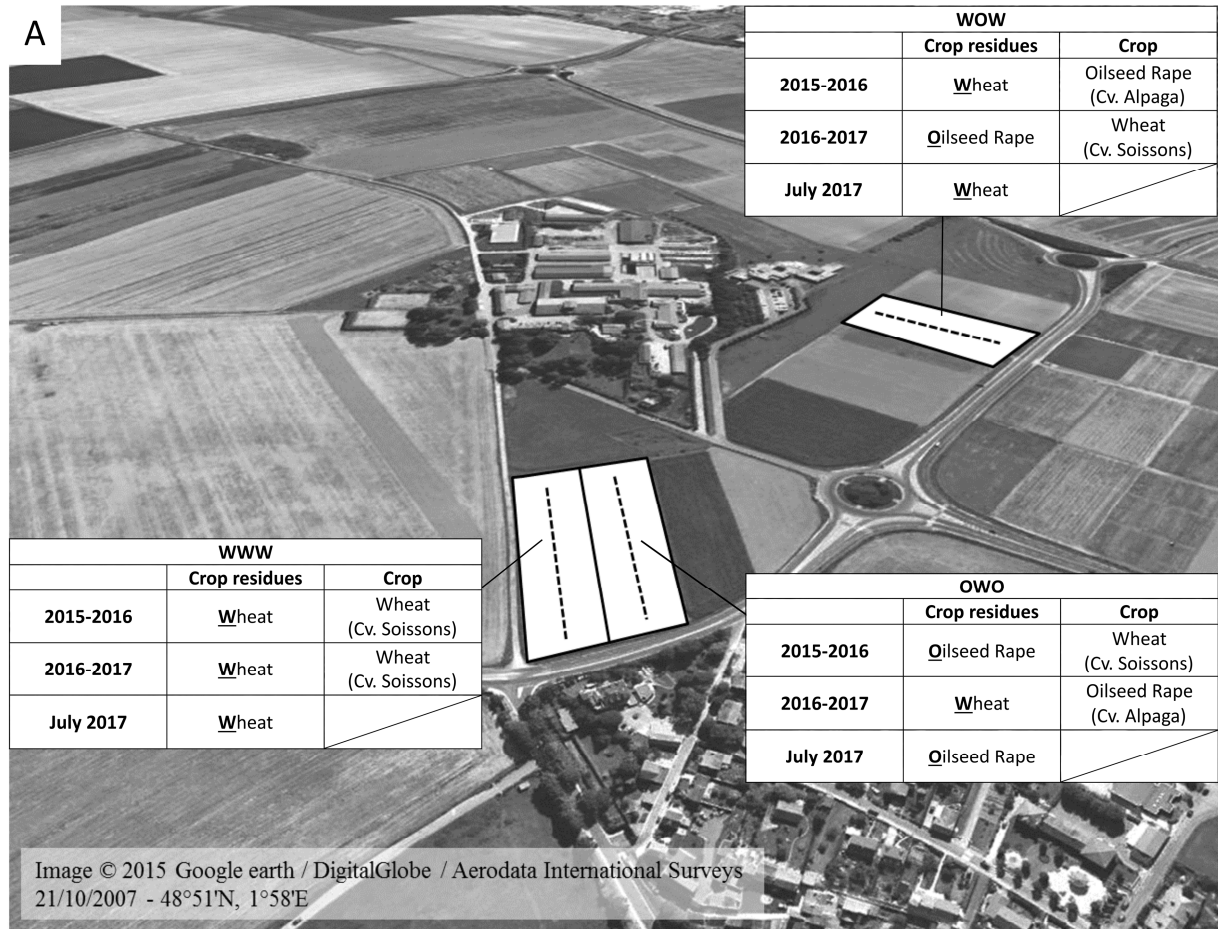 A
WOW
Crop residues Crop
2015-2016 Wheat Oilseed Rape
(Cv. Alpaga)
2016-2017 Oilseed Rape Wheat
(Cv. Soissons)
July 2017 Wheat
WWW
Crop residues Crop
2015-2016 Wheat Wheat
(Cv. Soissons)
2016-2017 Wheat Wheat
(Cv. Soissons)
July 2017 Wheat
OWO
Crop residues Crop
2015-2016 Oilseed Rape Wheat
(Cv. Soissons)
2016-2017 Wheat Oilseed Rape
(Cv. Alpaga)
July 2017 Oilseed Rape
Image © 2015 Google earth / DigitalGlobe / Aerodata International Surveys
21/10/2007 - 48°51'N, 1°58'E